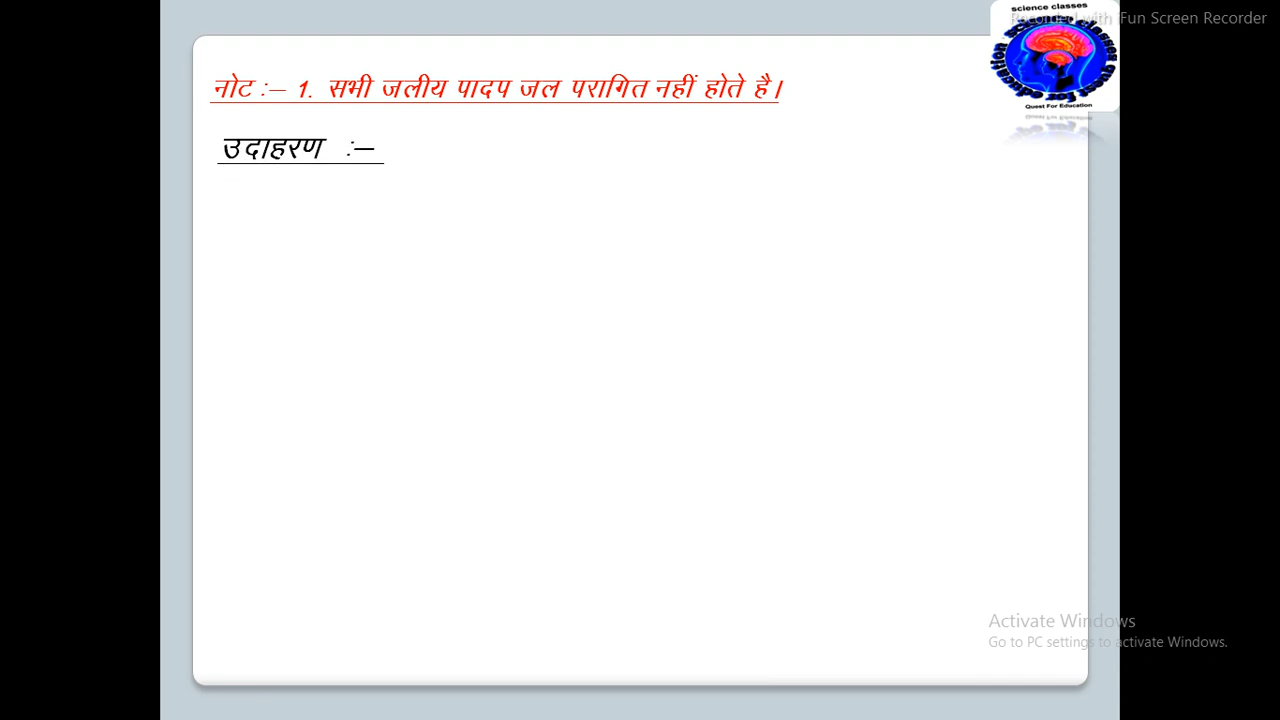 science classes
Recorded with iFun Screen Recorder
Quest For Education
नोट :– 1. सभी जलीय पादप जल परागित नहीं होते है।
उदाहरण :–
Activate Windows
Go to PC settings to activate Windows.